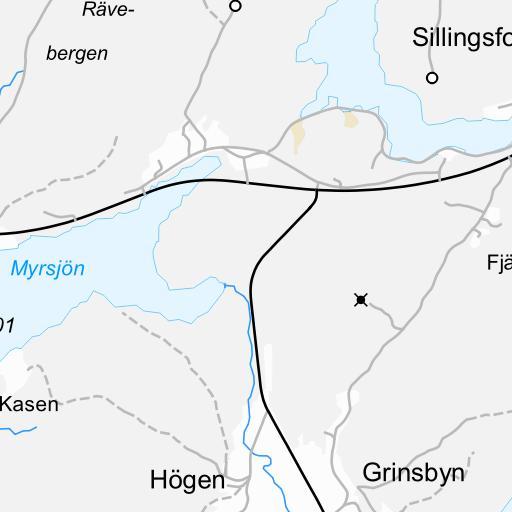 Räve-
bergen
Sillingsfo
Myrsjön
Fjä
01
Kasen
Högen
Grinsbyn